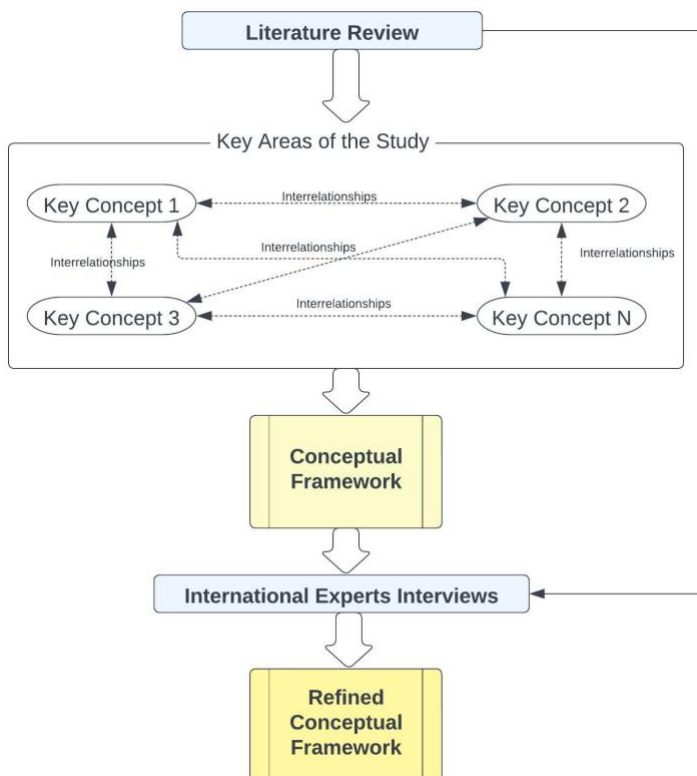 Literature Review
Key Areas of the Study
Key Concept 1
Interrelationships
Key Concept 2
Interrelationships
Interrelationships
Interrelationships
Key Concept 3
Interrelationships
Key Concept N
Conceptual
Framework
International Experts Interviews
Refined
Conceptual
Framework